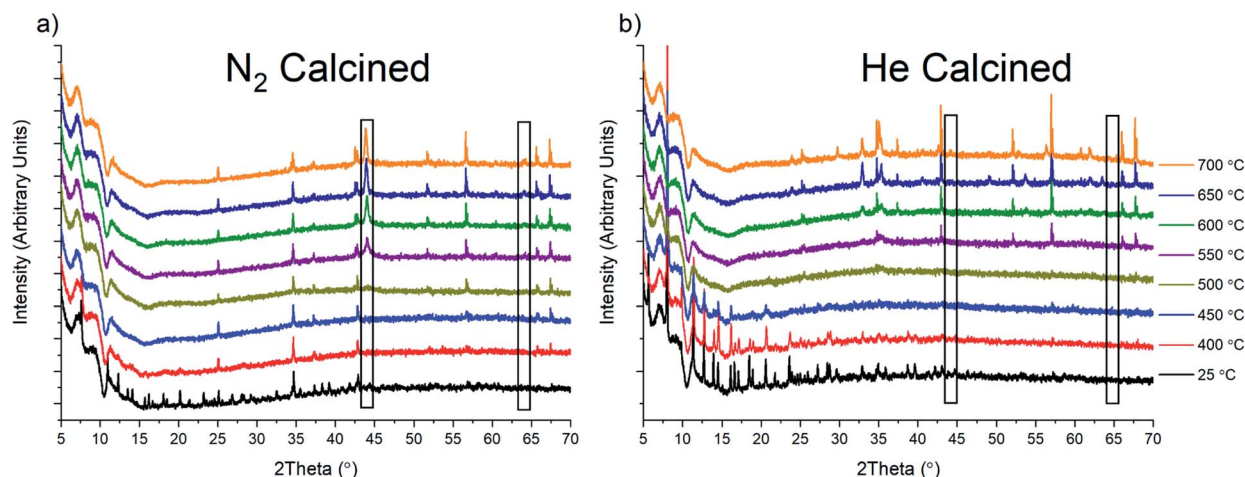 a)
N₂ Calcined
Intensity (Arbitrary Units)
5 10 15 20 25 30 35 40 45 50 55 60 65 70
2Theta (°)
b)
He Calcined
Intensity (Arbitrary Units)
5 10 15 20 25 30 35 40 45 50 55 60 65 70
2Theta (°)
700 °C
650 °C
600 °C
550 °C
500 °C
450 °C
400 °C
25 °C